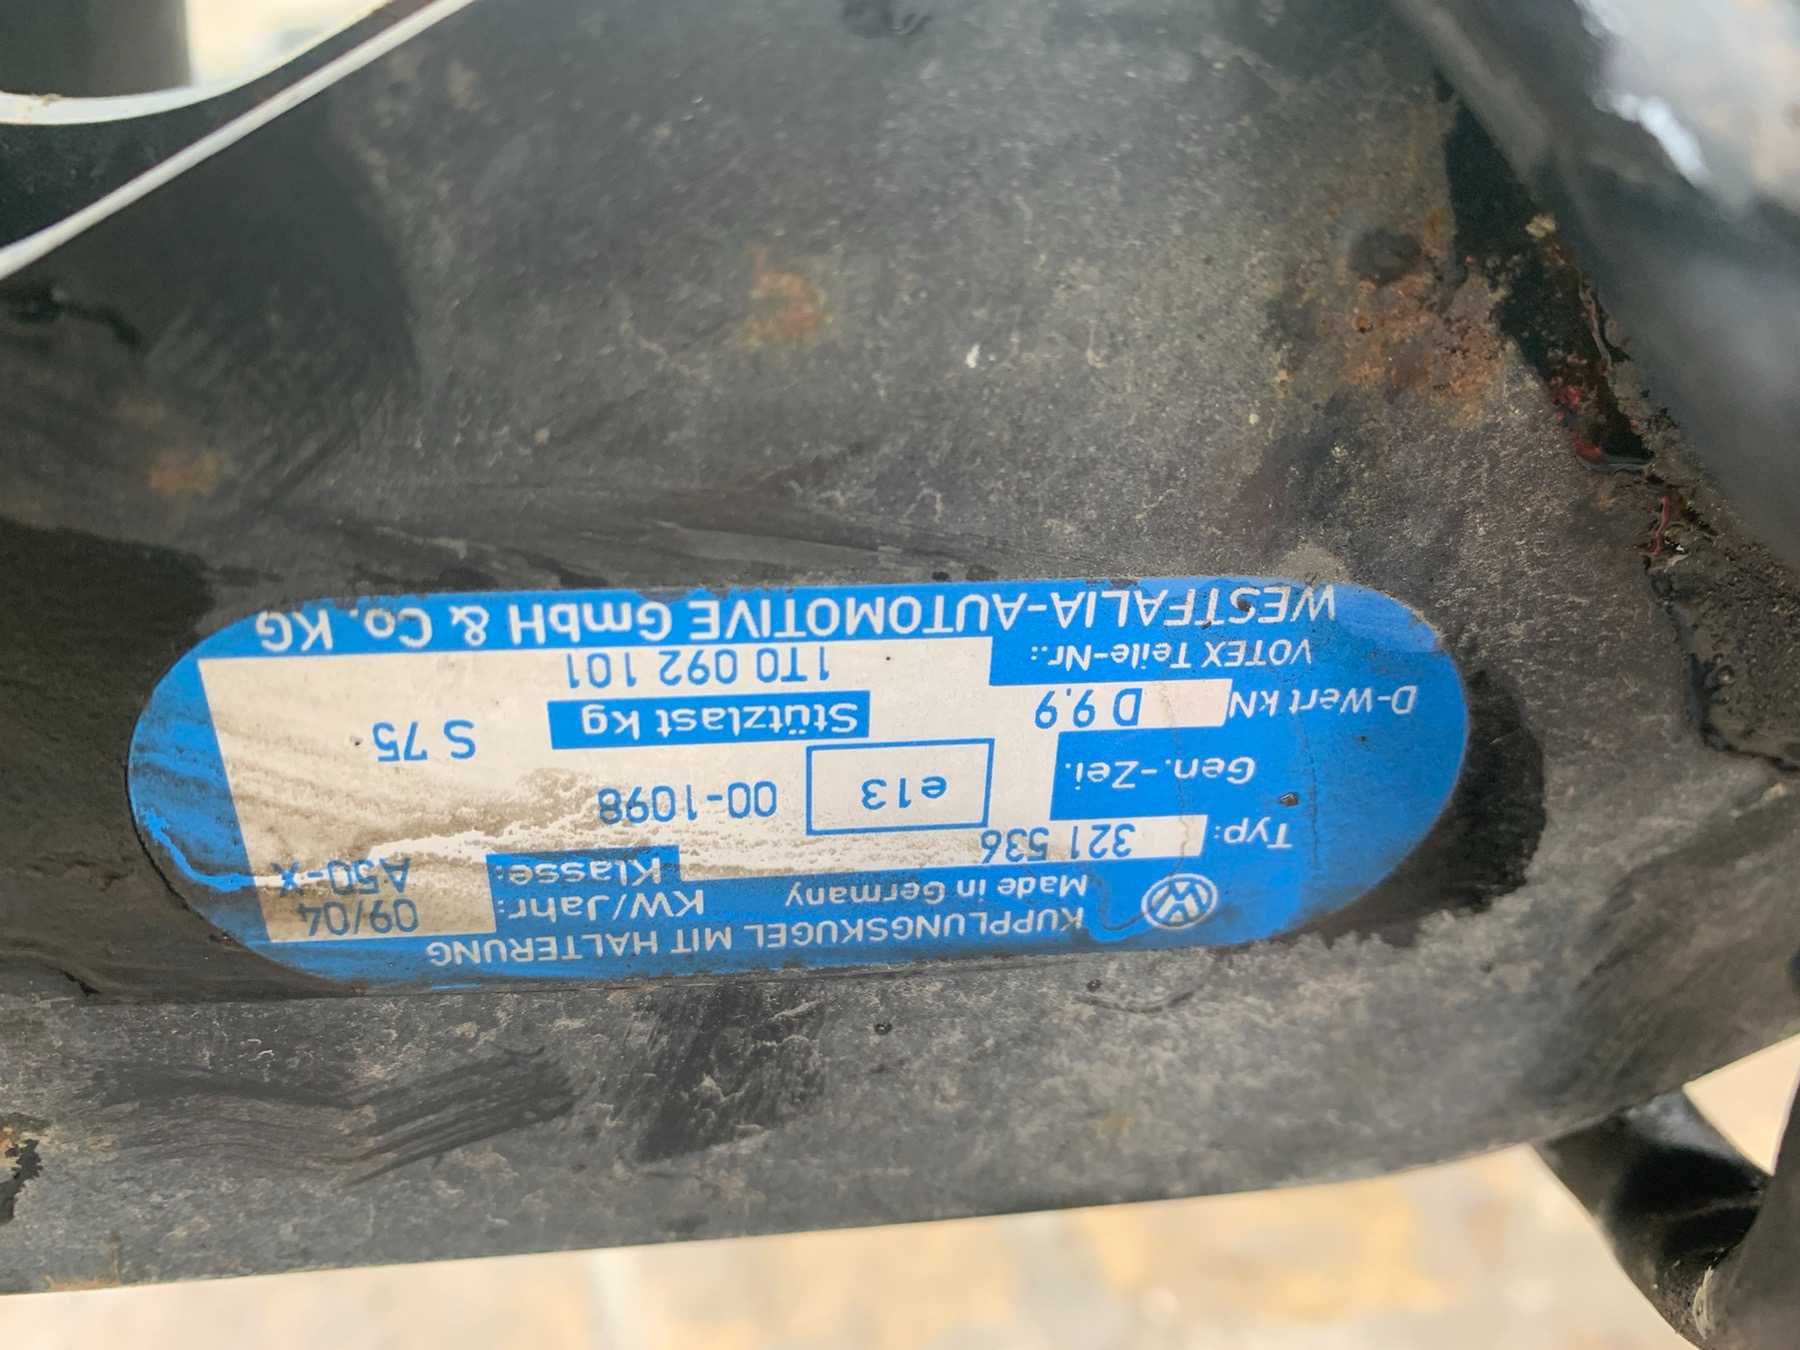 KUPPLUNGSKUGEL MIT HALTERUNG
Made in Germany KW/Jahr: 09/04
Typ: 321 536 Klasse: A50-X
Gen.-Zei. e13 00-1098
D-Wert kN D 9.9 Stützlast kg S 75
VOTEX Teile-Nr.: 1T0 092 101
WESTFALIA-AUTOMOTIVE GmbH & Co. KG